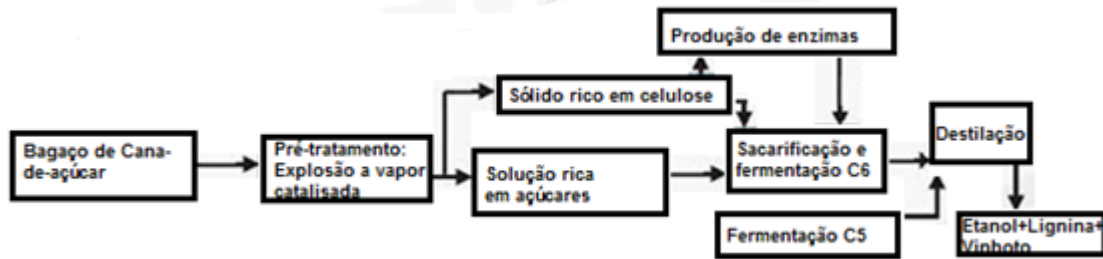 Produção de enzimas
Sólido rico em celulose
Bagaço de Cana-
de-açúcar
Pré-tratamento:
Explosão a vapor
catalisada
Solução rica
em açúcares
Sacarificação e
fermentação C6
Destilação
Fermentação C5
Etanol+Lignina+
Vinhoto